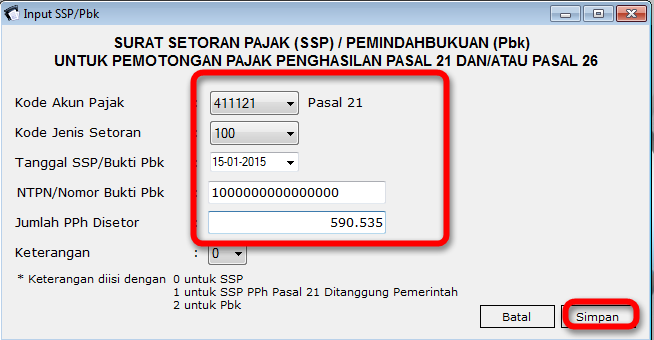 Input SSP/Pbk
SURAT SETORAN PAJAK (SSP) / PEMINDAHBUKUAN (Pbk)
UNTUK PEMOTONGAN PAJAK PENGHASILAN PASAL 21 DAN/ATAU PASAL 26
Kode Akun Pajak : 411121 Pasal 21
Kode Jenis Setoran : 100
Tanggal SSP/Bukti Pbk : 15-01-2015
NTPN/Nomor Bukti Pbk : 1000000000000000
Jumlah PPh Disetor : 590.535
Keterangan : 0
* Keterangan diisi dengan 0 untuk SSP
1 untuk SSP PPh Pasal 21 Ditanggung Pemerintah
2 untuk Pbk
Batal Simpan